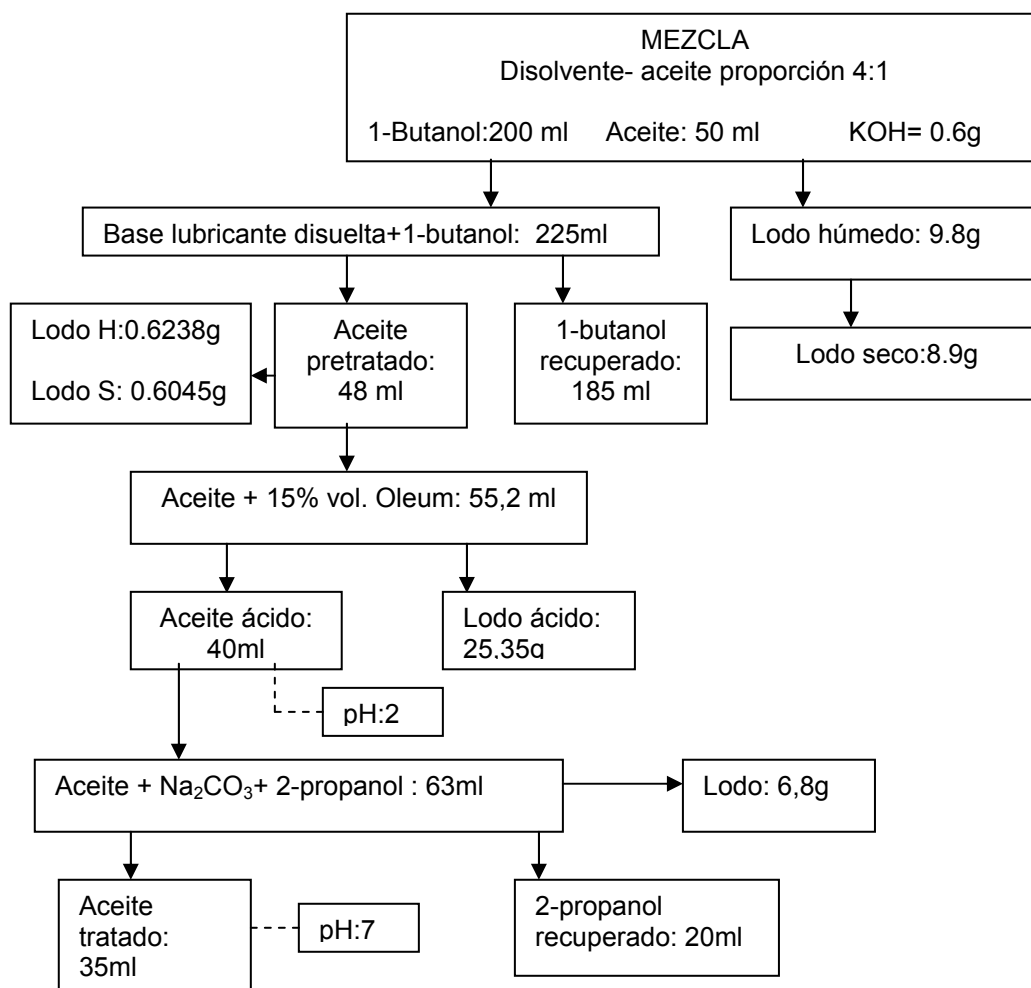 MEZCLA
Disolvente- aceite proporción 4:1
1-Butanol:200 ml Aceite: 50 ml KOH= 0.6g
Base lubricante disuelta+1-butanol: 225ml
Lodo húmedo: 9.8g
Lodo H:0.6238g
Lodo S: 0.6045g
Aceite
pretratado:
48 ml
1-butanol
recuperado:
185 ml
Lodo seco:8.9g
Aceite + 15% vol. Oleum: 55,2 ml
Aceite ácido:
40ml
Lodo ácido:
25,35g
pH:2
Aceite + Na₂CO₃+ 2-propanol : 63ml
Lodo: 6,8g
Aceite
tratado:
35ml
pH:7
2-propanol
recuperado: 20ml